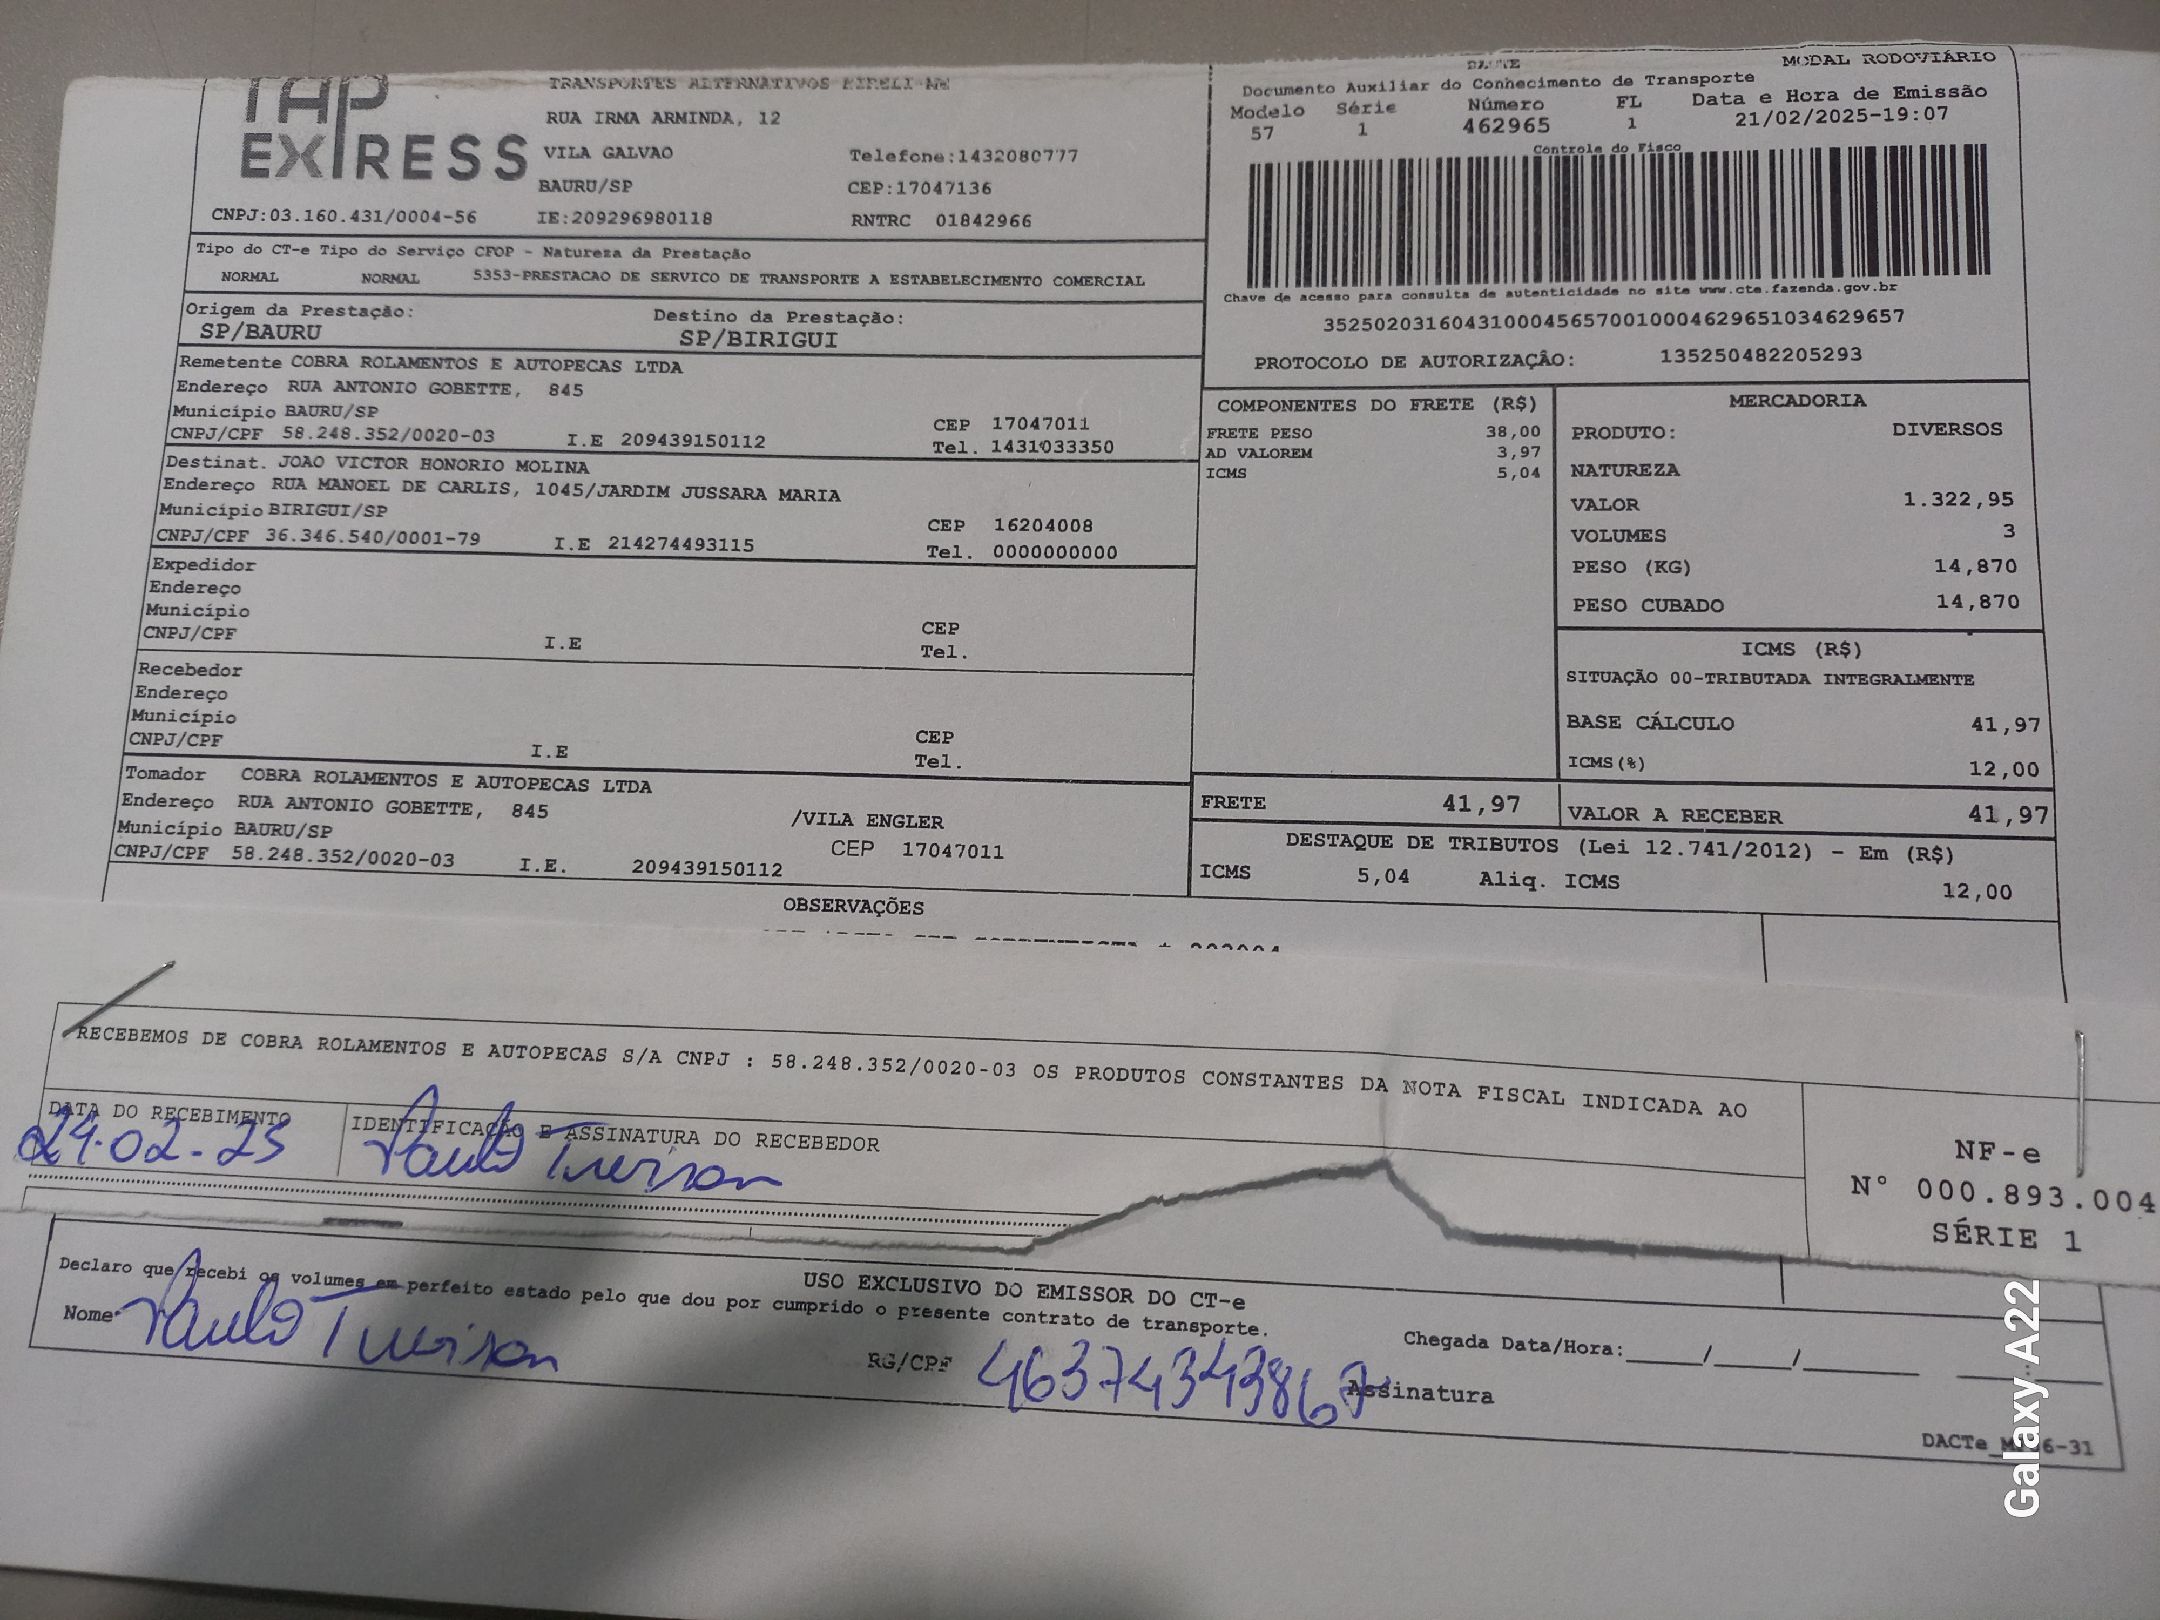 TAP
EXPRESS
TRANSPORTES ALTERNATIVOS EIRELI-ME
RUA IRMA ARMINDA, 12
VILA GALVAO Telefone:1432080777
BAURU/SP CEP:17047136
CNPJ:03.160.431/0004-56 IE:209296980118 RNTRC 01842966
DACTE MODAL RODOVIÁRIO
Documento Auxiliar do Conhecimento de Transporte
Modelo Série Número FL Data e Hora de Emissão
57 1 462965 1 21/02/2025-19:07
Controle do Fisco
Chave de acesso para consulta de autenticidade no site www.cte.fazenda.gov.br
35250203160431000456570010004629651034629657
PROTOCOLO DE AUTORIZAÇÃO: 135250482205293
Tipo do CT-e Tipo do Serviço CFOP - Natureza da Prestação
NORMAL NORMAL 5353-PRESTACAO DE SERVICO DE TRANSPORTE A ESTABELECIMENTO COMERCIAL
Origem da Prestação: Destino da Prestação:
SP/BAURU SP/BIRIGUI
Remetente COBRA ROLAMENTOS E AUTOPECAS LTDA
Endereço RUA ANTONIO GOBETTE, 845
Município BAURU/SP CEP 17047011
CNPJ/CPF 58.248.352/0020-03 I.E 209439150112 Tel. 1431033350
Destinat. JOAO VICTOR HONORIO MOLINA
Endereço RUA MANOEL DE CARLIS, 1045/JARDIM JUSSARA MARIA
Município BIRIGUI/SP CEP 16204008
CNPJ/CPF 36.346.540/0001-79 I.E 214274493115 Tel. 0000000000
Expedidor
Endereço
Município CEP
CNPJ/CPF I.E Tel.
Recebedor
Endereço
Município CEP
CNPJ/CPF I.E Tel.
Tomador COBRA ROLAMENTOS E AUTOPECAS LTDA
Endereço RUA ANTONIO GOBETTE, 845 /VILA ENGLER
Município BAURU/SP CEP 17047011
CNPJ/CPF 58.248.352/0020-03 I.E. 209439150112
COMPONENTES DO FRETE (R$)
FRETE PESO 38,00
AD VALOREM 3,97
ICMS 5,04
MERCADORIA
PRODUTO: DIVERSOS
NATUREZA
VALOR 1.322,95
VOLUMES 3
PESO (KG) 14,870
PESO CUBADO 14,870
ICMS (R$)
SITUAÇÃO 00-TRIBUTADA INTEGRALMENTE
BASE CÁLCULO 41,97
ICMS(%) 12,00
FRETE 41,97 VALOR A RECEBER 41,97
DESTAQUE DE TRIBUTOS (Lei 12.741/2012) - Em (R$)
ICMS 5,04 Aliq. ICMS 12,00
OBSERVAÇÕES
RECEBEMOS DE COBRA ROLAMENTOS E AUTOPECAS S/A CNPJ : 58.248.352/0020-03 OS PRODUTOS CONSTANTES DA NOTA FISCAL INDICADA AO
DATA DO RECEBIMENTO IDENTIFICAÇAO E ASSINATURA DO RECEBEDOR
24.02-25 Paulo
NF-e
N° 000.893.004
SÉRIE 1
USO EXCLUSIVO DO EMISSOR DO CT-e
Declaro que recebi os volumes em perfeito estado pelo que dou por cumprido o presente contrato de transporte.
Nome Paulo RG/CPF 46374343867 Chegada Data/Hora:_____/_____/_______ ______
Assinatura
Galaxy A22